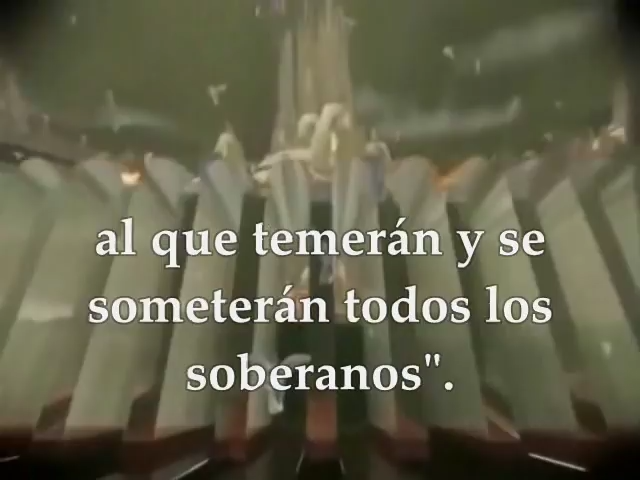 al que temerán y se
someterán todos los
soberanos".